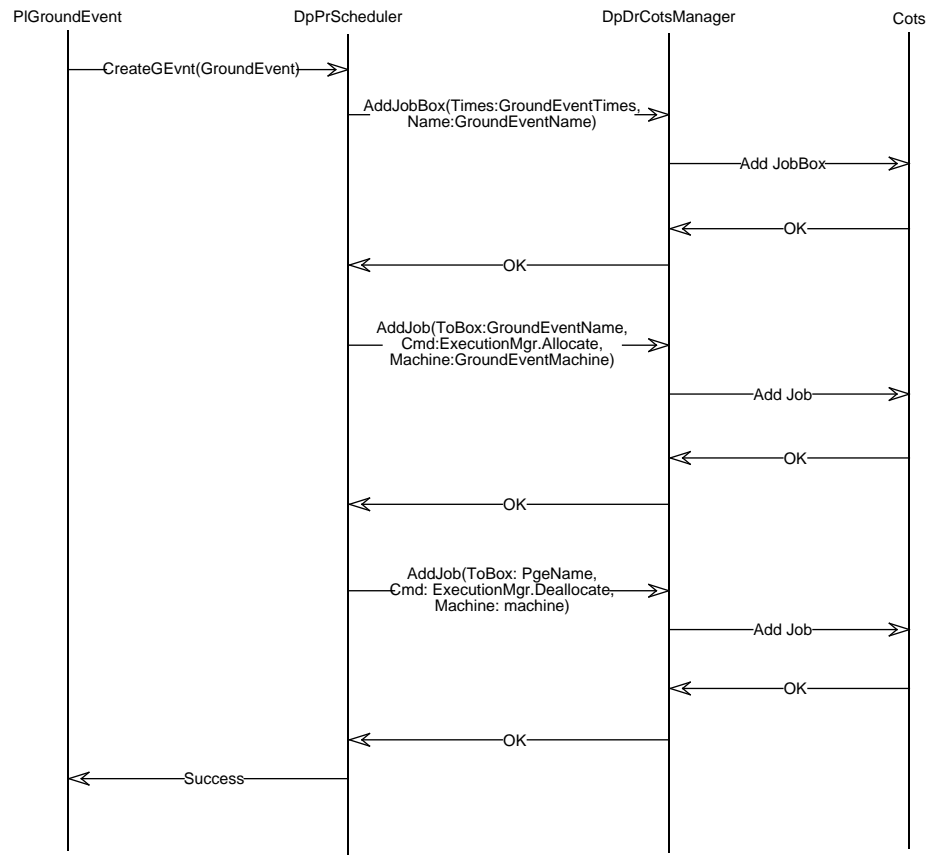 PlGroundEvent DpPrScheduler DpDrCotsManager Cots
CreateGEvnt(GroundEvent)
AddJobBox(Times:GroundEventTimes,
Name:GroundEventName)
Add JobBox
OK
OK
AddJob(ToBox:GroundEventName,
Cmd:ExecutionMgr.Allocate,
Machine:GroundEventMachine)
Add Job
OK
OK
AddJob(ToBox: PgeName,
Cmd: ExecutionMgr.Deallocate,
Machine: machine)
Add Job
OK
OK
Success